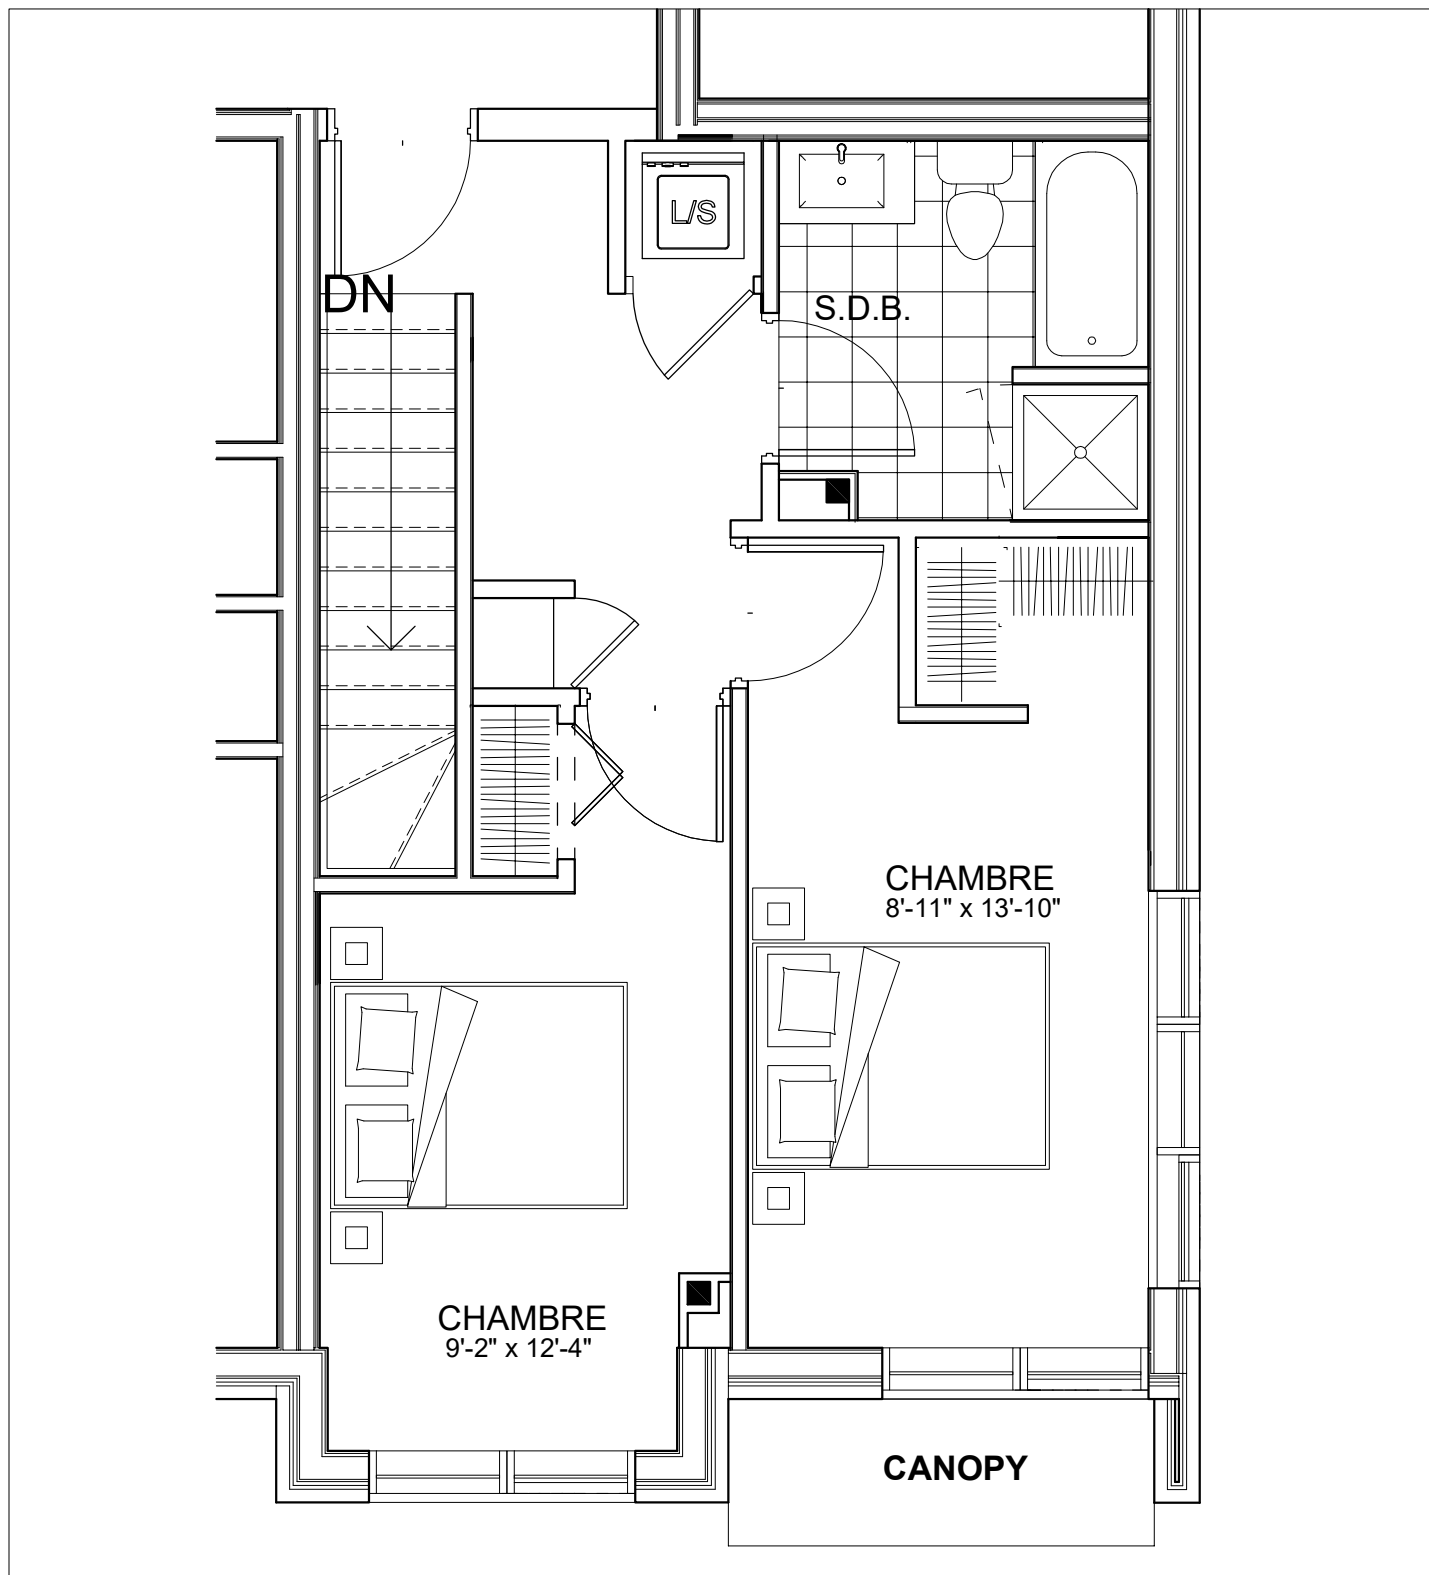 L/S
DN
S.D.B.
CHAMBRE
8'-11" x 13'-10"
CHAMBRE
9'-2" x 12'-4"
CANOPY